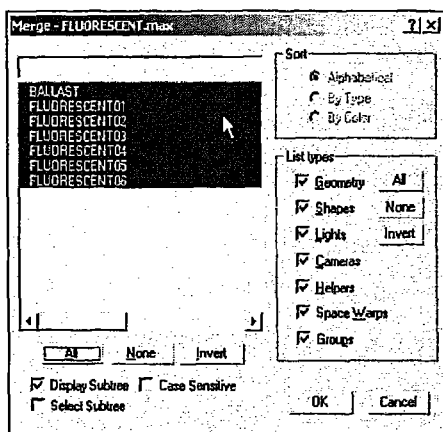 Merge - FLUORESCENT.max
BALLAST
FLUORESCENT01
FLUORESCENT02
FLUORESCENT03
FLUORESCENT04
FLUORESCENT05
FLUORESCENT06
All None Invert
Display Subtree Case Sensitive
Select Subtree
Sort
Alphabetical
By Type
By Color
List types
Geometry All
Shapes None
Lights Invert
Cameras
Helpers
Space Warps
Groups
OK Cancel